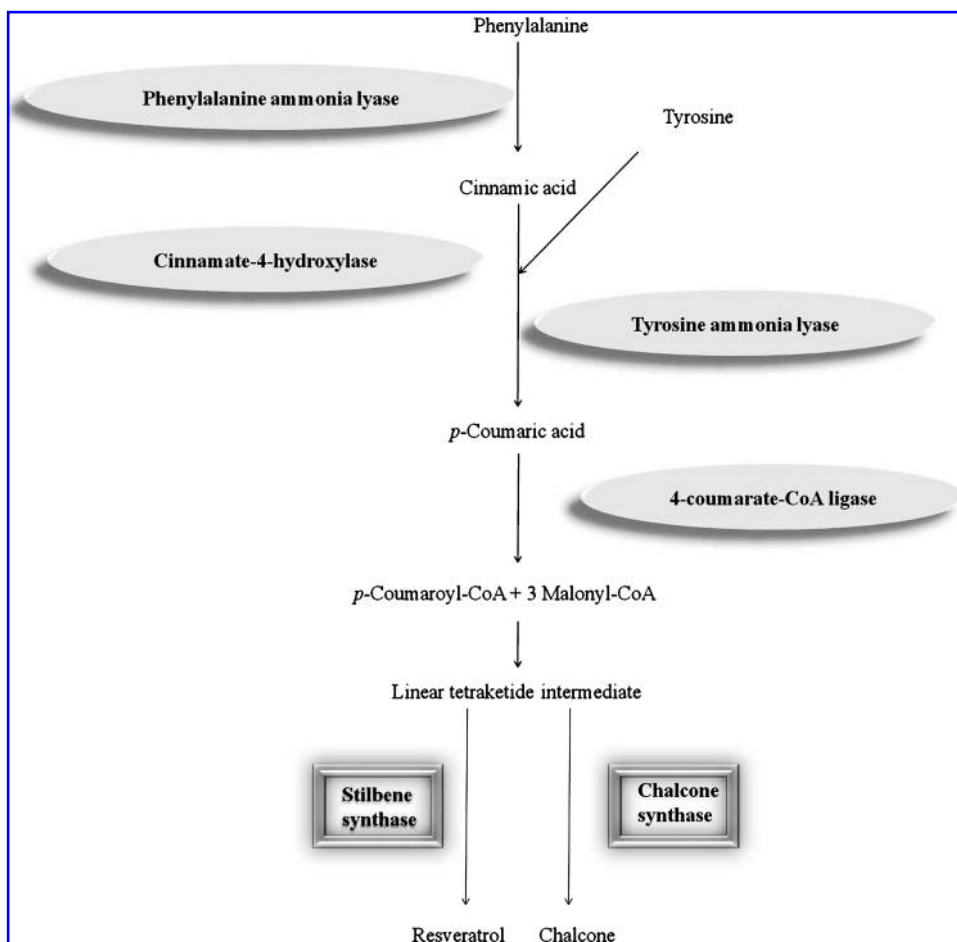 Phenylalanine
Phenylalanine ammonia lyase
Tyrosine
Cinnamic acid
Cinnamate-4-hydroxylase
Tyrosine ammonia lyase
p-Coumaric acid
4-coumarate-CoA ligase
p-Coumaroyl-CoA + 3 Malonyl-CoA
Linear tetraketide intermediate
Stilbene
synthase
Chalcone
synthase
Resveratrol
Chalcone